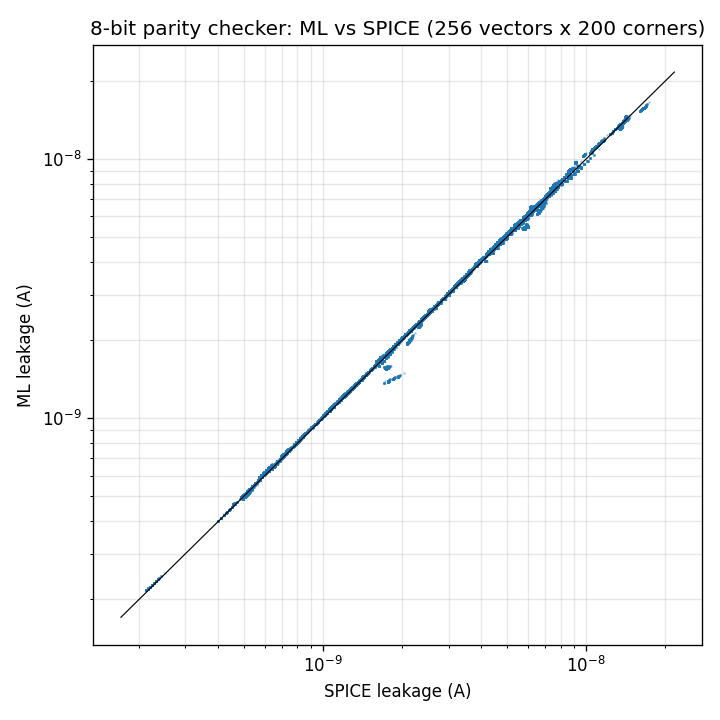 8-bit parity checker: ML vs SPICE (256 vectors x 200 corners)
10⁻⁸
ML leakage (A)
10⁻⁹
10⁻⁹ 10⁻⁸
SPICE leakage (A)